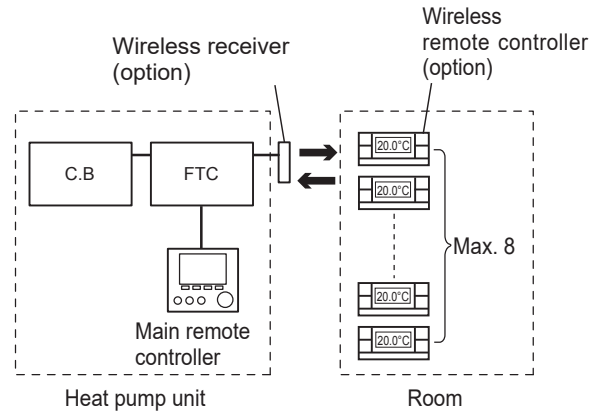 Wireless receiver
(option)
Wireless
remote controller
(option)
C.B
FTC
20.0°C
20.0°C
Max. 8
20.0°C
20.0°C
Main remote
controller
Heat pump unit
Room